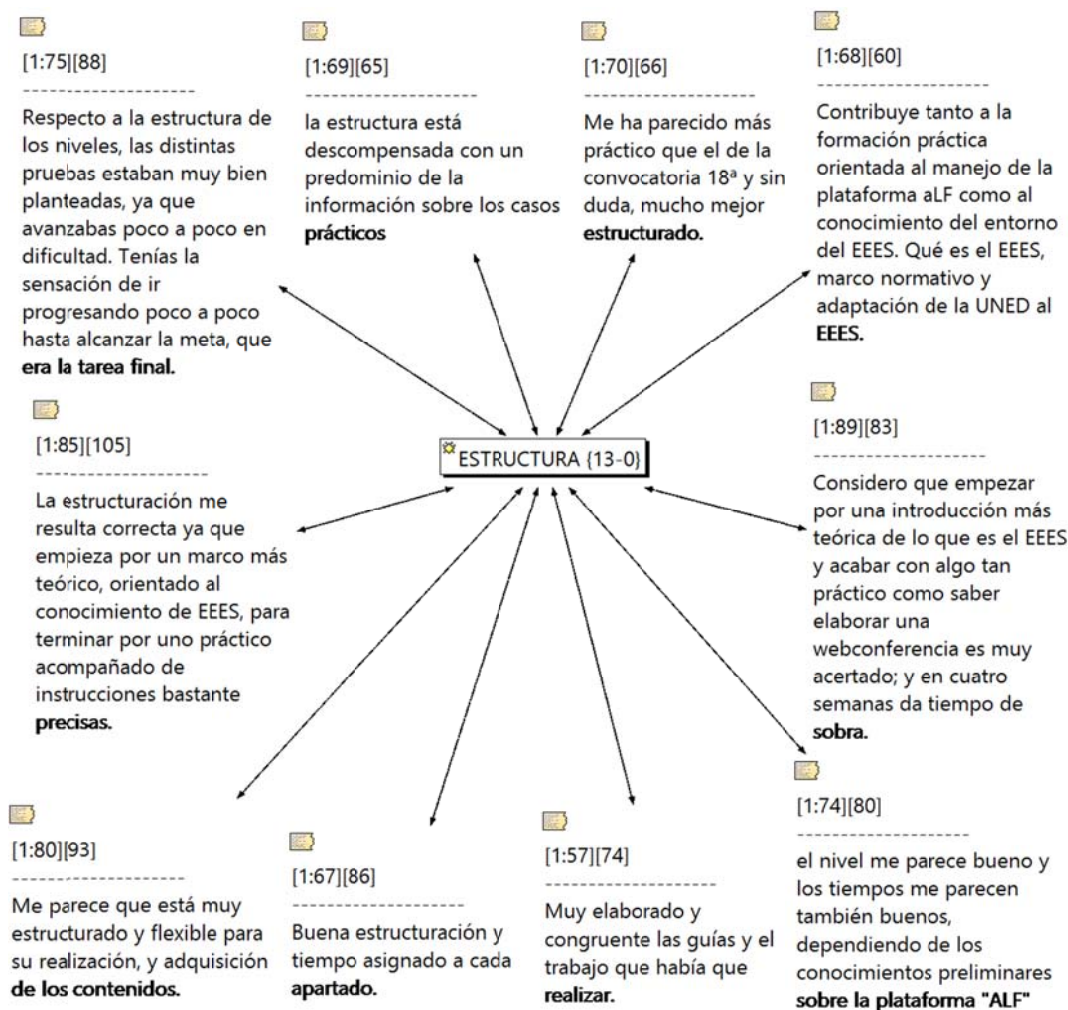 [1:75][88]
--------------------
Respecto a la estructura de
los niveles, las distintas
pruebas estaban muy bien
planteadas, ya que
avanzabas poco a poco en
dificultad. Tenías la
sensación de ir
progresando poco a poco
hasta alcanzar la meta, que
era la tarea final.
[1:69][65]
--------------------
la estructura está
descompensada con un
predominio de la
información sobre los casos
prácticos
[1:70][66]
--------------------
Me ha parecido más
práctico que el de la
convocatoria 18ª y sin
duda, mucho mejor
estructurado.
[1:68][60]
--------------------
Contribuye tanto a la
formación práctica
orientada al manejo de la
plataforma aLF como al
conocimiento del entorno
del EEES. Qué es el EEES,
marco normativo y
adaptación de la UNED al
EEES.
[1:85][105]
--------------------
La estructuración me
resulta correcta ya que
empieza por un marco más
teórico, orientado al
conocimiento de EEES, para
terminar por uno práctico
acompañado de
instrucciones bastante
precisas.
ESTRUCTURA {13-0}
[1:89][83]
--------------------
Considero que empezar
por una introducción más
teórica de lo que es el EEES
y acabar con algo tan
práctico como saber
elaborar una
webconferencia es muy
acertado; y en cuatro
semanas da tiempo de
sobra.
[1:80][93]
--------------------
Me parece que está muy
estructurado y flexible para
su realización, y adquisición
de los contenidos.
[1:67][86]
--------------------
Buena estructuración y
tiempo asignado a cada
apartado.
[1:57][74]
--------------------
Muy elaborado y
congruente las guías y el
trabajo que había que
realizar.
[1:74][80]
--------------------
el nivel me parece bueno y
los tiempos me parecen
también buenos,
dependiendo de los
conocimientos preliminares
sobre la plataforma "ALF"